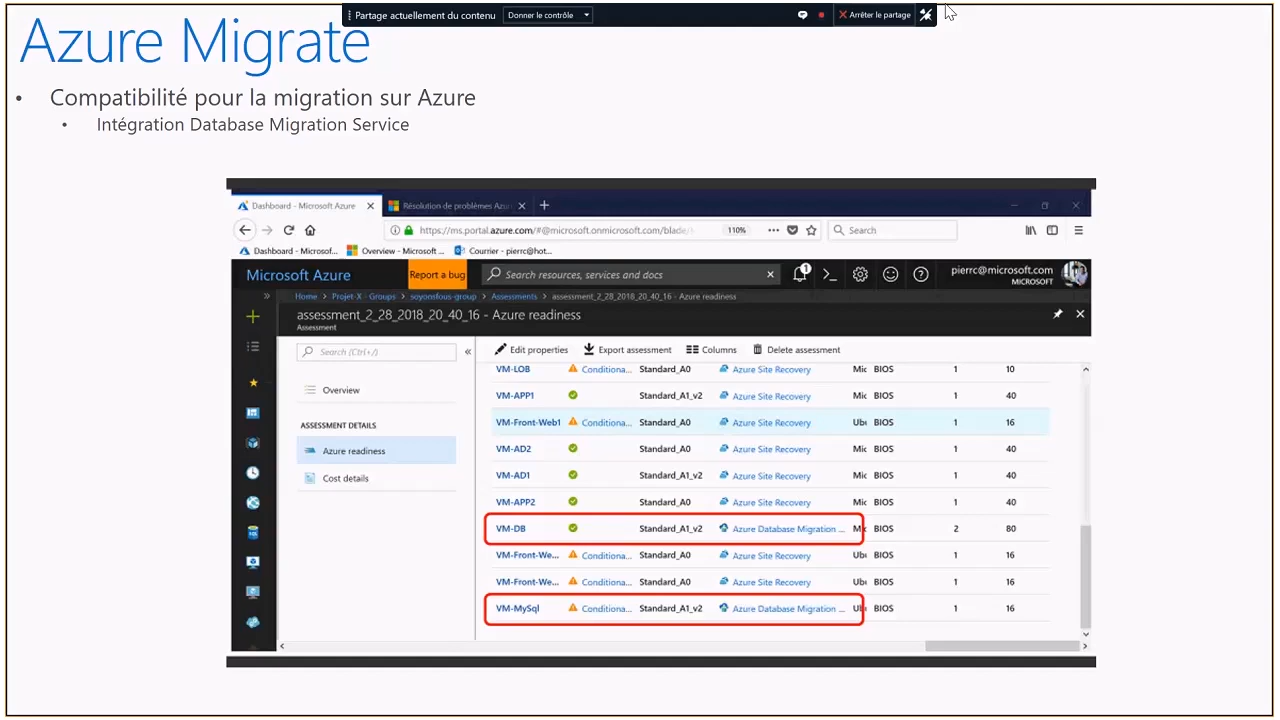 Partage actuellement du contenu Donner le contrôle Arrêter le partage
Azure Migrate
• Compatibilité pour la migration sur Azure
• Intégration Database Migration Service
Dashboard - Microsoft Azure Résolution de problèmes Azu
https://ms.portal.azure.com/#@microsoft.onmicrosoft.com/blade/ 110% Search
Dashboard - Microsof... Overview - Microsoft ... Courrier - pierrc@hot...
Microsoft Azure Report a bug Search resources, services and docs 1 pierrc@microsoft.com
MICROSOFT
Home > Projet-X - Groups > soyonsfous-group > Assessments > assessment_2_28_2018_20_40_16 - Azure readiness
assessment_2_28_2018_20_40_16 - Azure readiness
Assessment
Search (Ctrl+/)
Edit properties Export assessment Columns Delete assessment
Overview
ASSESSMENT DETAILS
Azure readiness
Cost details
VM-LOB Conditiona... Standard_A0 Azure Site Recovery Mic BIOS 1 10
VM-APP1 Standard_A1_v2 Azure Site Recovery Mic BIOS 1 40
VM-Front-Web1 Conditiona... Standard_A0 Azure Site Recovery Ubu BIOS 1 16
VM-AD2 Standard_A0 Azure Site Recovery Mic BIOS 1 40
VM-AD1 Standard_A1_v2 Azure Site Recovery Mic BIOS 1 40
VM-APP2 Standard_A0 Azure Site Recovery Mic BIOS 1 40
VM-DB Standard_A1_v2 Azure Database Migration ... BIOS 2 80
VM-Front-We... Conditiona... Standard_A0 Azure Site Recovery Ubu BIOS 1 16
VM-Front-We... Conditiona... Standard_A0 Azure Site Recovery Ubu BIOS 1 16
VM-MySql Conditiona... Standard_A1_v2 Azure Database Migration ... BIOS 1 16